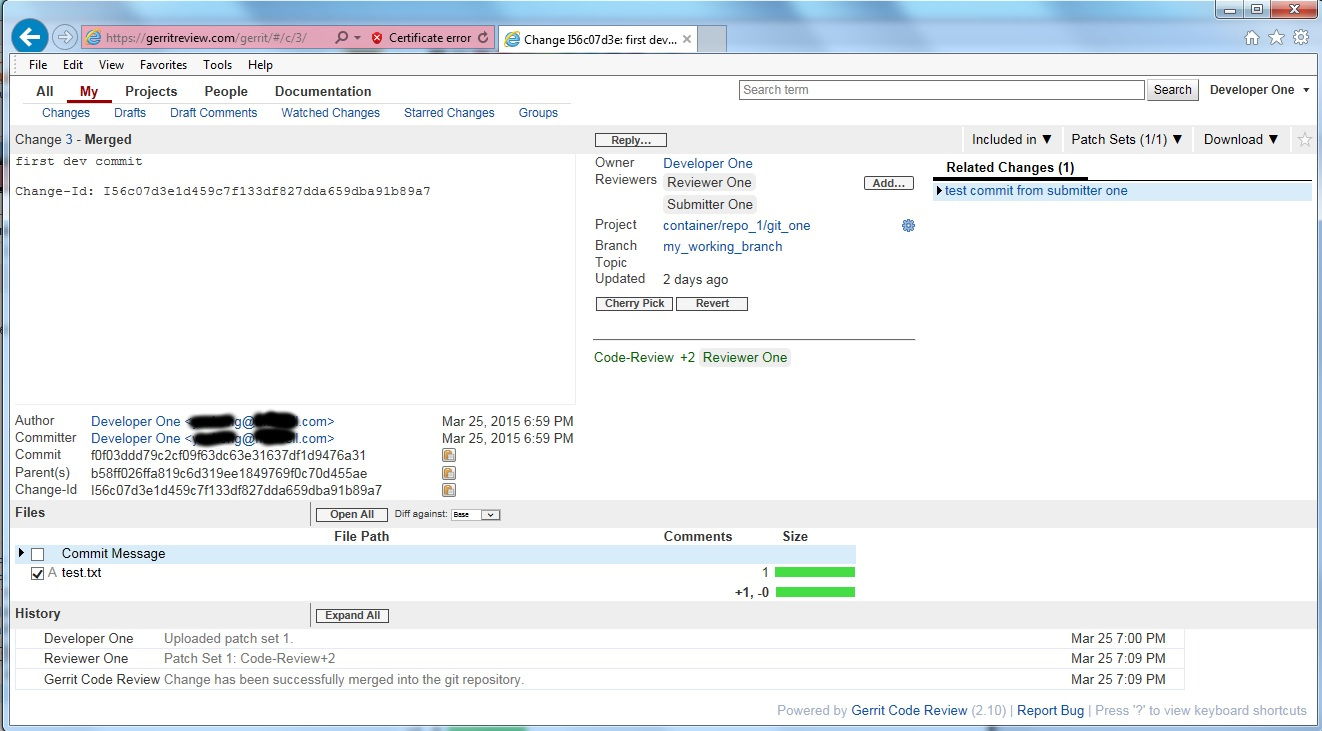 https://gerritreview.com/gerrit/#/c/3/ Certificate error Change I56c07d3e: first dev...
File Edit View Favorites Tools Help
All My Projects People Documentation Search term Search Developer One
Changes Drafts Draft Comments Watched Changes Starred Changes Groups
Change 3 - Merged Reply... Included in ▼ Patch Sets (1/1) ▼ Download ▼
first dev commit
Change-Id: I56c07d3e1d459c7f133df827dda659dba91b89a7
Owner Developer One
Reviewers Reviewer One Add...
Submitter One
Project container/repo_1/git_one
Branch my_working_branch
Topic
Updated 2 days ago
Cherry Pick Revert
Code-Review +2 Reviewer One
Related Changes (1)
test commit from submitter one
Author Developer One < g@ .com> Mar 25, 2015 6:59 PM
Committer Developer One < g@ .com> Mar 25, 2015 6:59 PM
Commit f0f03ddd79c2cf09f63dc63e31637df1d9476a31
Parent(s) b58ff026ffa819c6d319ee1849769f0c70d455ae
Change-Id I56c07d3e1d459c7f133df827dda659dba91b89a7
Files Open All Diff against: Base
File Path Comments Size
Commit Message
A test.txt 1
+1, -0
History Expand All
Developer One Uploaded patch set 1. Mar 25 7:00 PM
Reviewer One Patch Set 1: Code-Review+2 Mar 25 7:09 PM
Gerrit Code Review Change has been successfully merged into the git repository. Mar 25 7:09 PM
Powered by Gerrit Code Review (2.10) | Report Bug | Press '?' to view keyboard shortcuts